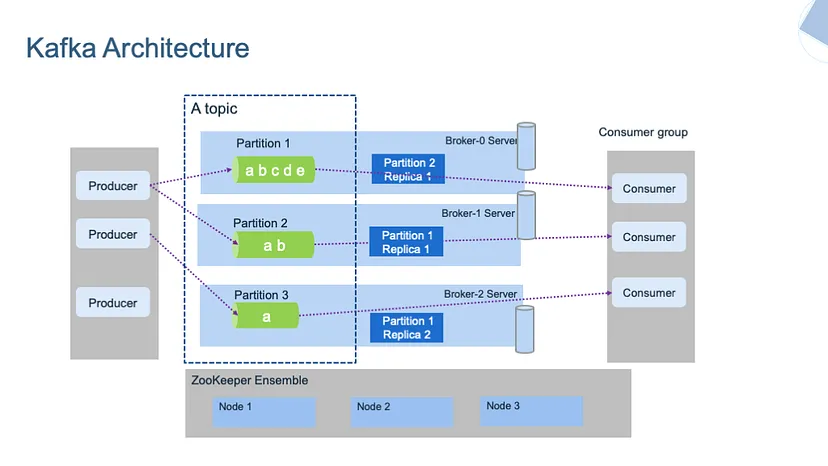 Kafka Architecture
A topic
Partition 1
Broker-0 Server
Consumer group
a b c d e
Partition 2
Replica 1
Producer
Consumer
Partition 2
Broker-1 Server
a b
Partition 1
Replica 1
Producer
Consumer
Partition 3
Broker-2 Server
a
Partition 1
Replica 2
Producer
Consumer
ZooKeeper Ensemble
Node 1
Node 2
Node 3